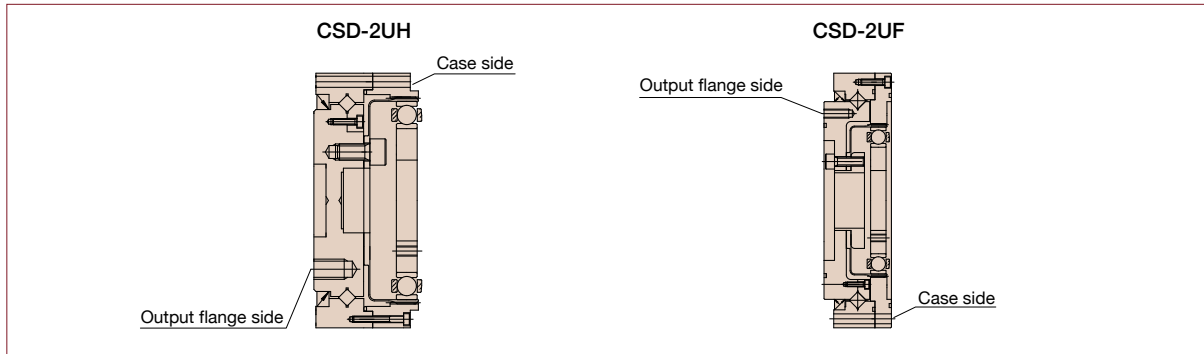 CSD-2UH
Case side
Output flange side
CSD-2UF
Output flange side
Case side